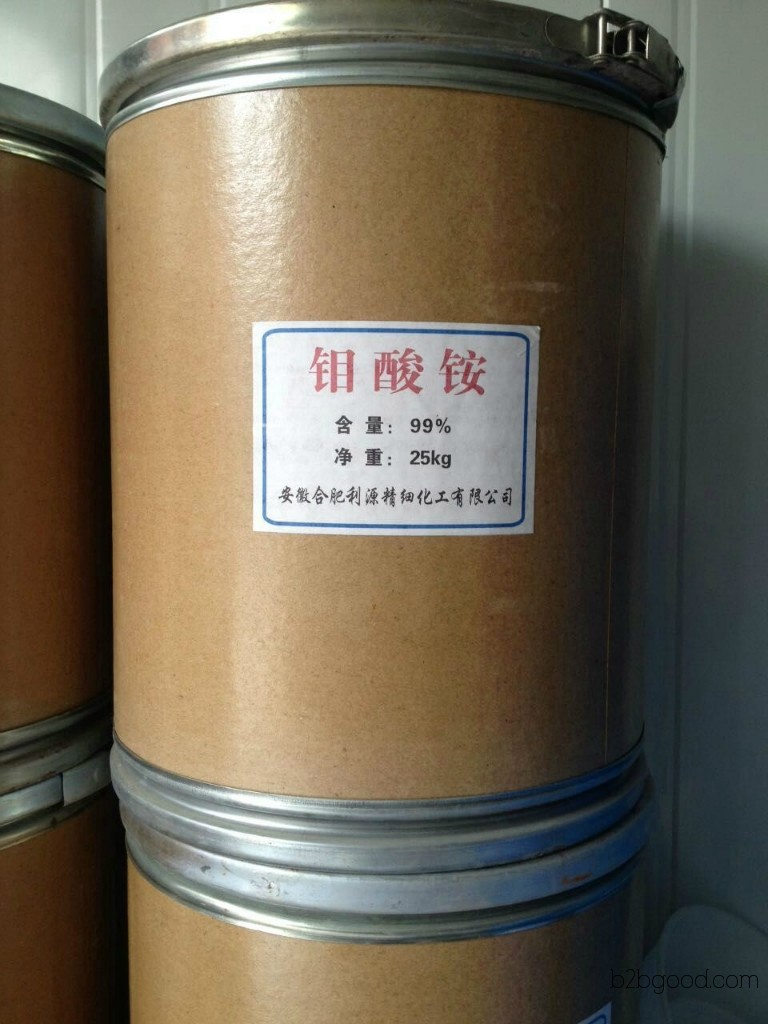 钼酸铵
含量：99%
净重：25kg
安徽合肥利源精细化工有限公司
b2bgood.com